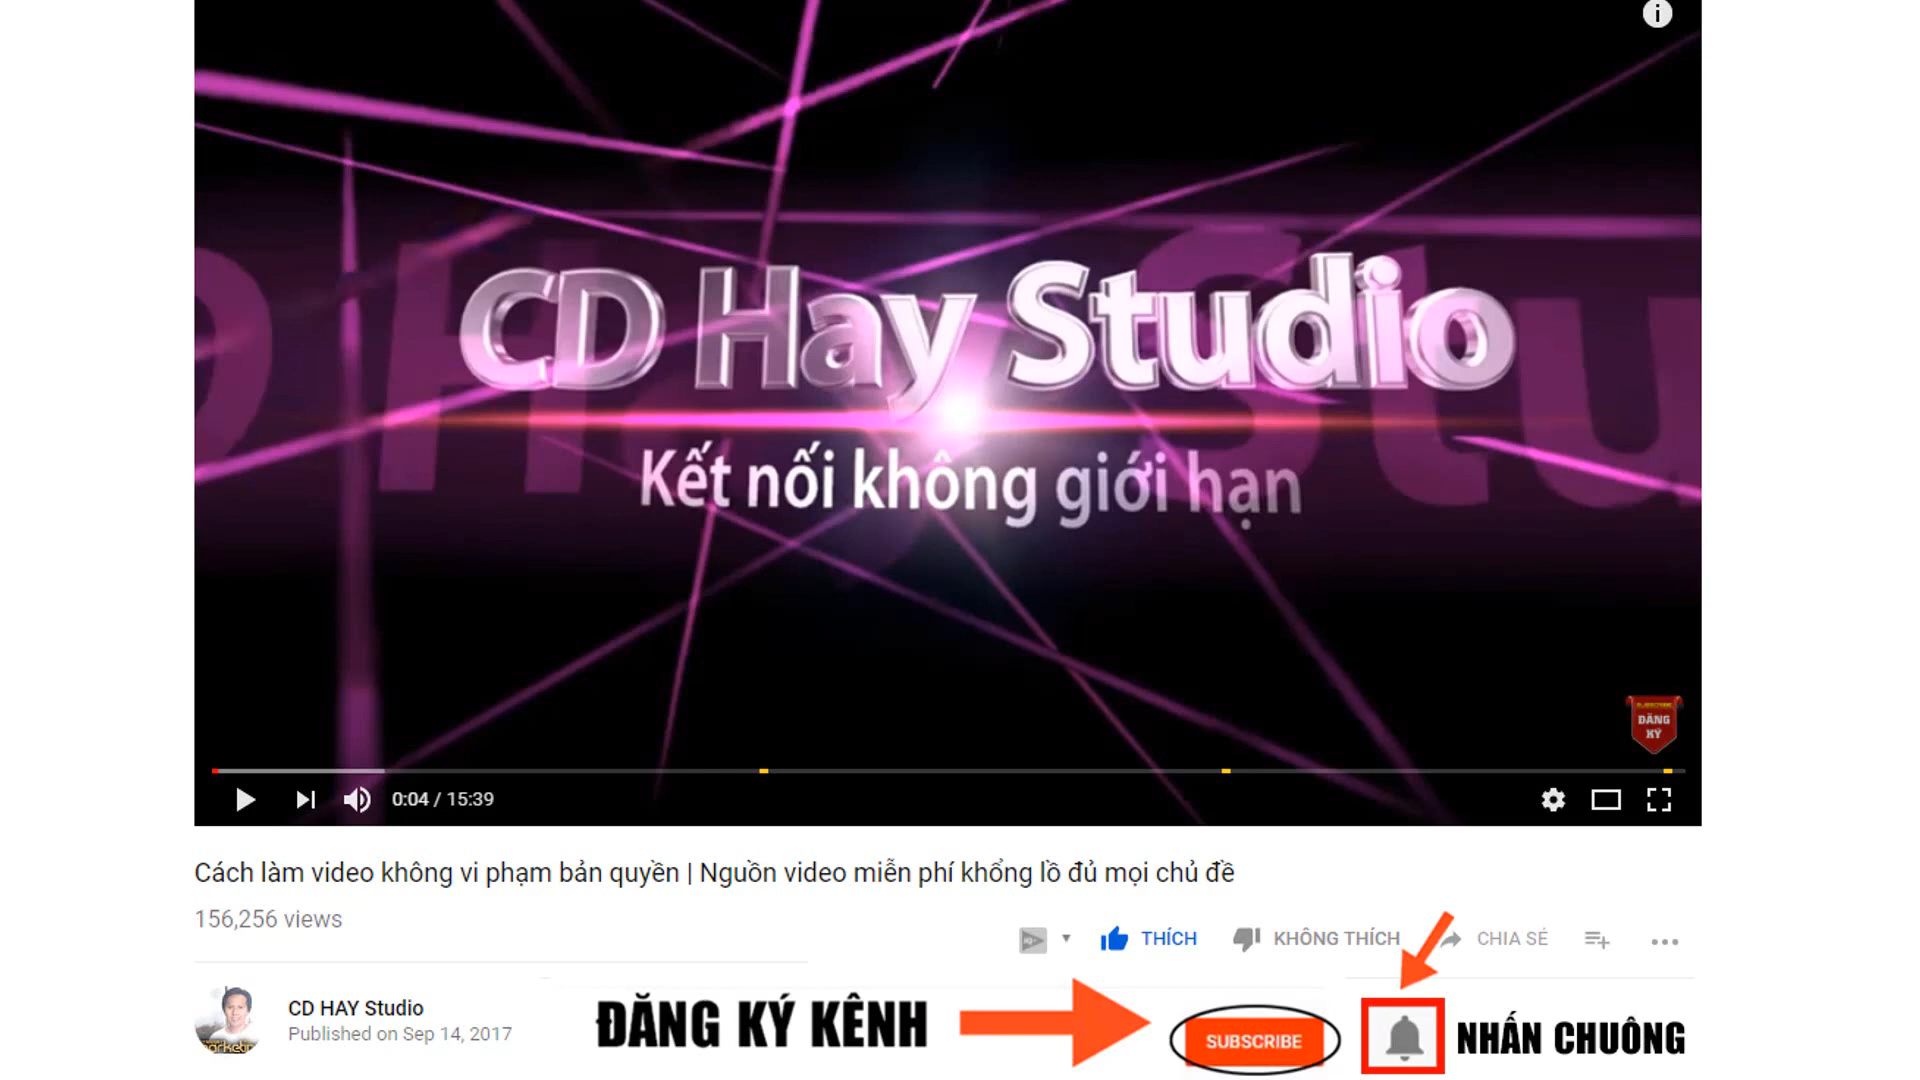 i
CD Hay Studio
Kết nối không giới hạn
SUBSCRIBE
ĐĂNG
KÝ
0:04 / 15:39
Cách làm video không vi phạm bản quyền | Nguồn video miễn phí khổng lồ đủ mọi chủ đề
156,256 views
THÍCH
KHÔNG THÍCH
CHIA SẺ
CD HAY Studio
Published on Sep 14, 2017
ĐĂNG KÝ KÊNH
SUBSCRIBE
NHẤN CHUÔNG